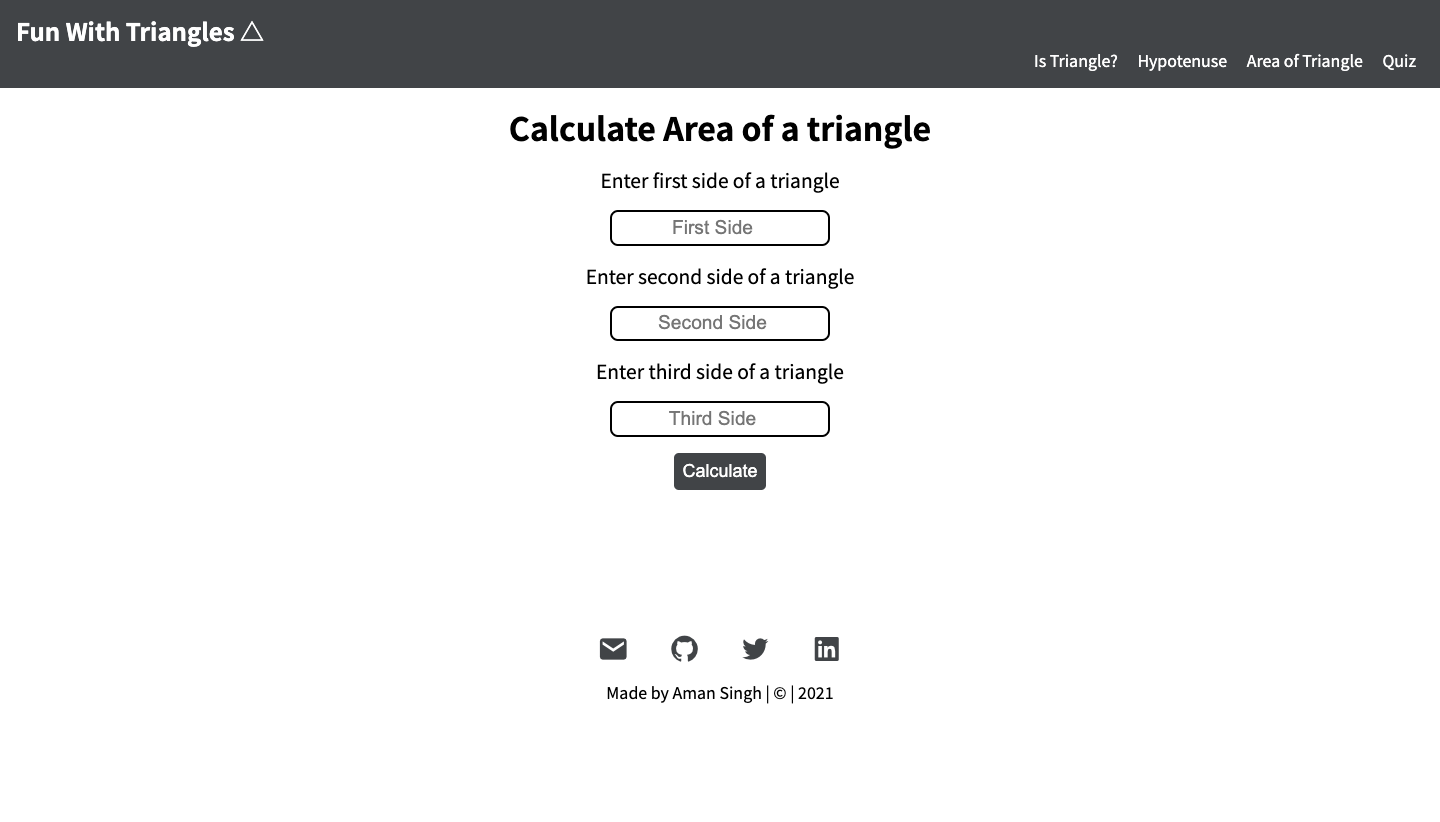 Fun With Triangles △
Is Triangle? Hypotenuse Area of Triangle Quiz
Calculate Area of a triangle
Enter first side of a triangle
First Side
Enter second side of a triangle
Second Side
Enter third side of a triangle
Third Side
Calculate
in
Made by Aman Singh | © | 2021